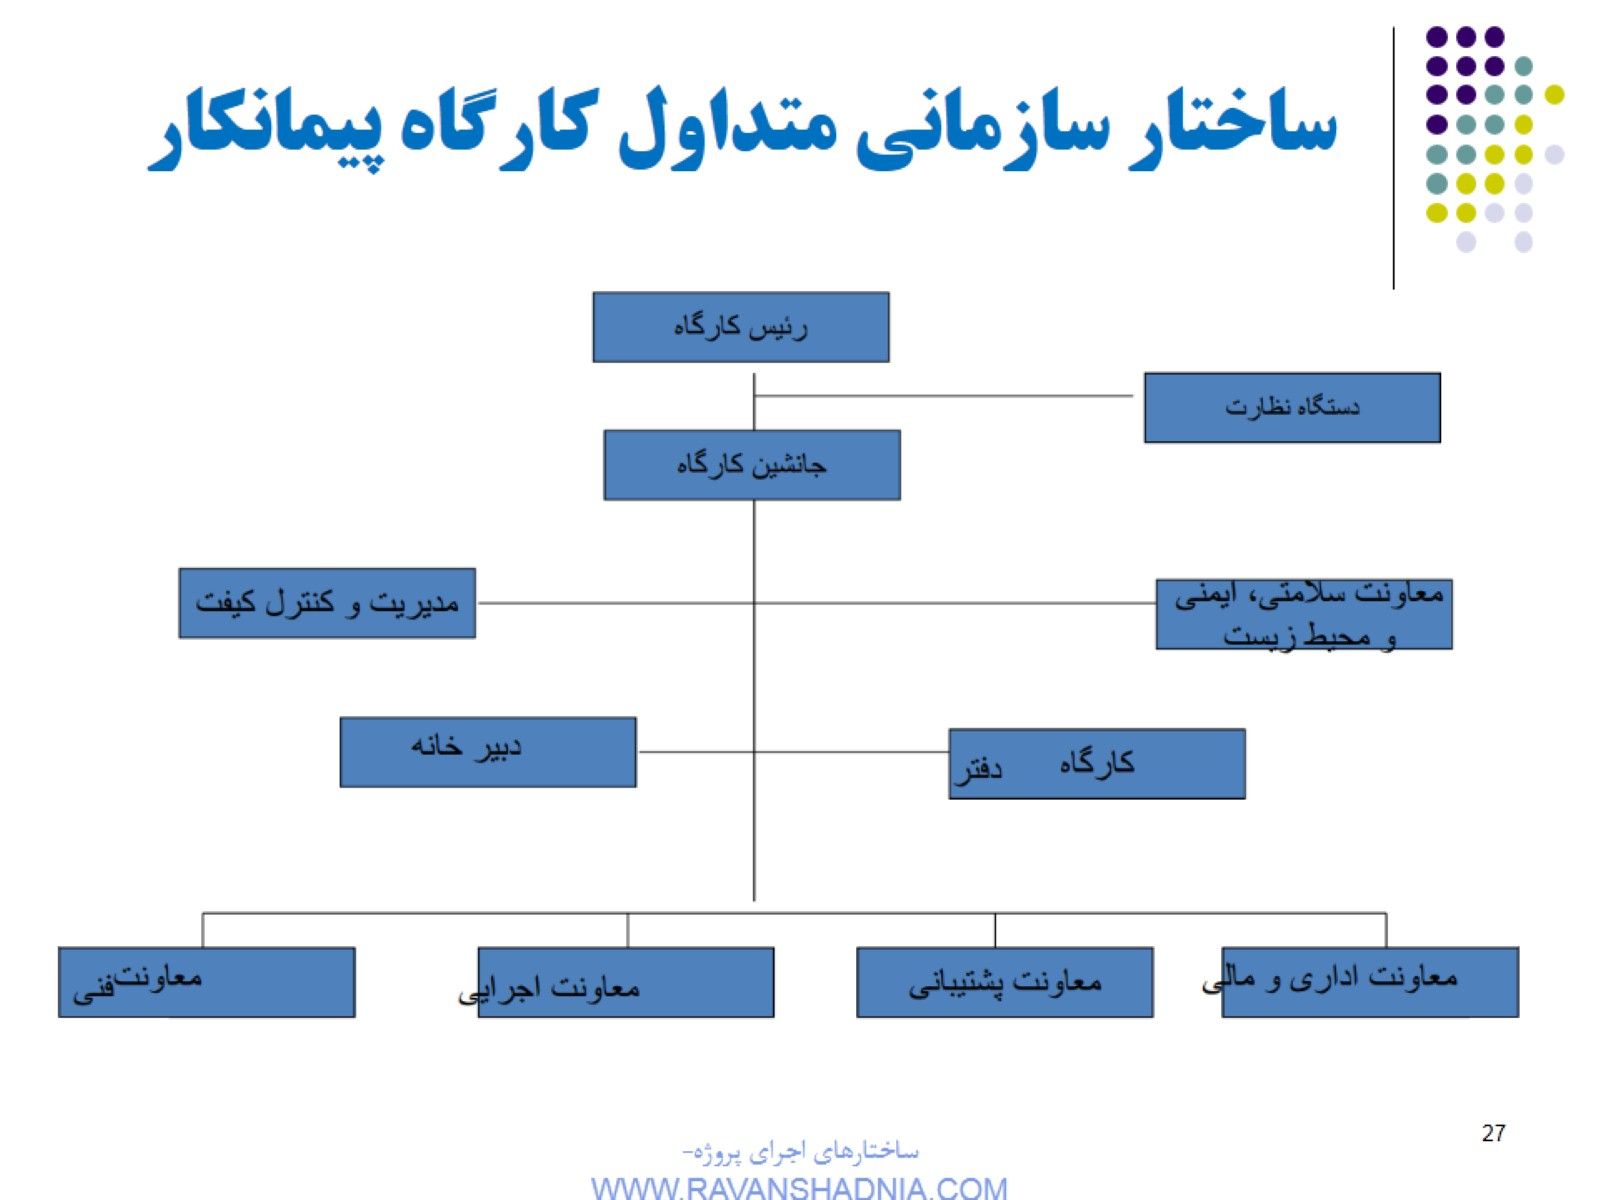 ساختار سازمانی متداول کارگاه پیمانکار
رئیس کارگاه
دستگاه نظارت
جانشین کارگاه
معاونت سلامتی، ایمنی
و محیط زیست
مدیریت و کنترل کیفت
کارگاه دفتر
دبیر خانه
معاونت اداری و مالی
معاونت پشتیبانی
معاونت اجرایی
معاونت فنی
27
ساختارهای اجرای پروژه-
WWW.RAVANSHADNIA.COM